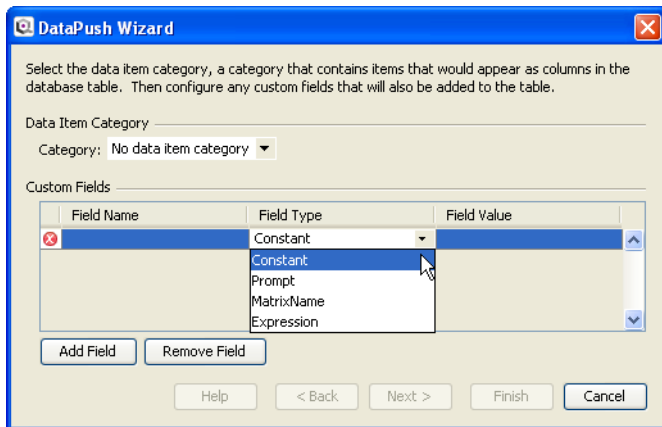 DataPush Wizard
Select the data item category, a category that contains items that would appear as columns in the
database table. Then configure any custom fields that will also be added to the table.
Data Item Category
Category: No data item category
Custom Fields
Field Name Field Type Field Value
Constant
Constant
Prompt
MatrixName
Expression
Add Field Remove Field
Help < Back Next > Finish Cancel